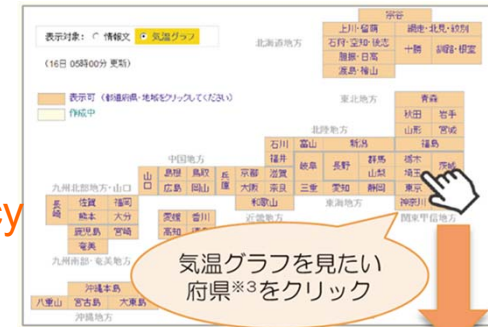 宗谷
表示対象: 情報文 気温グラフ
上川・留萌 網走・北見・紋別
北海道地方
石狩・空知・後志 十勝 釧路・根室
(16日 05時00分 更新)
胆振・日高
渡島・檜山
表示可 (都道府県・地域をクリックしてください)
東北地方 青森
作成中
秋田 岩手
北陸地方 山形 宮城
石川 富山 新潟 福島
中国地方 福井 岐阜 長野 群馬 栃木 茨城
山口 島根 鳥取 兵庫 京都 滋賀 山梨 埼玉
九州北部地方・山口 広島 岡山 大阪 奈良 三重 愛知 静岡 東京
長崎 佐賀 福岡 和歌山 東海地方 神奈川
cy
熊本 大分 愛媛 香川 近畿地方 関東甲信地方
鹿児島 宮崎 高知
奄美
九州南部・奄美地方
気温グラフを見たい
府県※3をクリック
沖縄本島
八重山 宮古島 大東島
沖縄地方